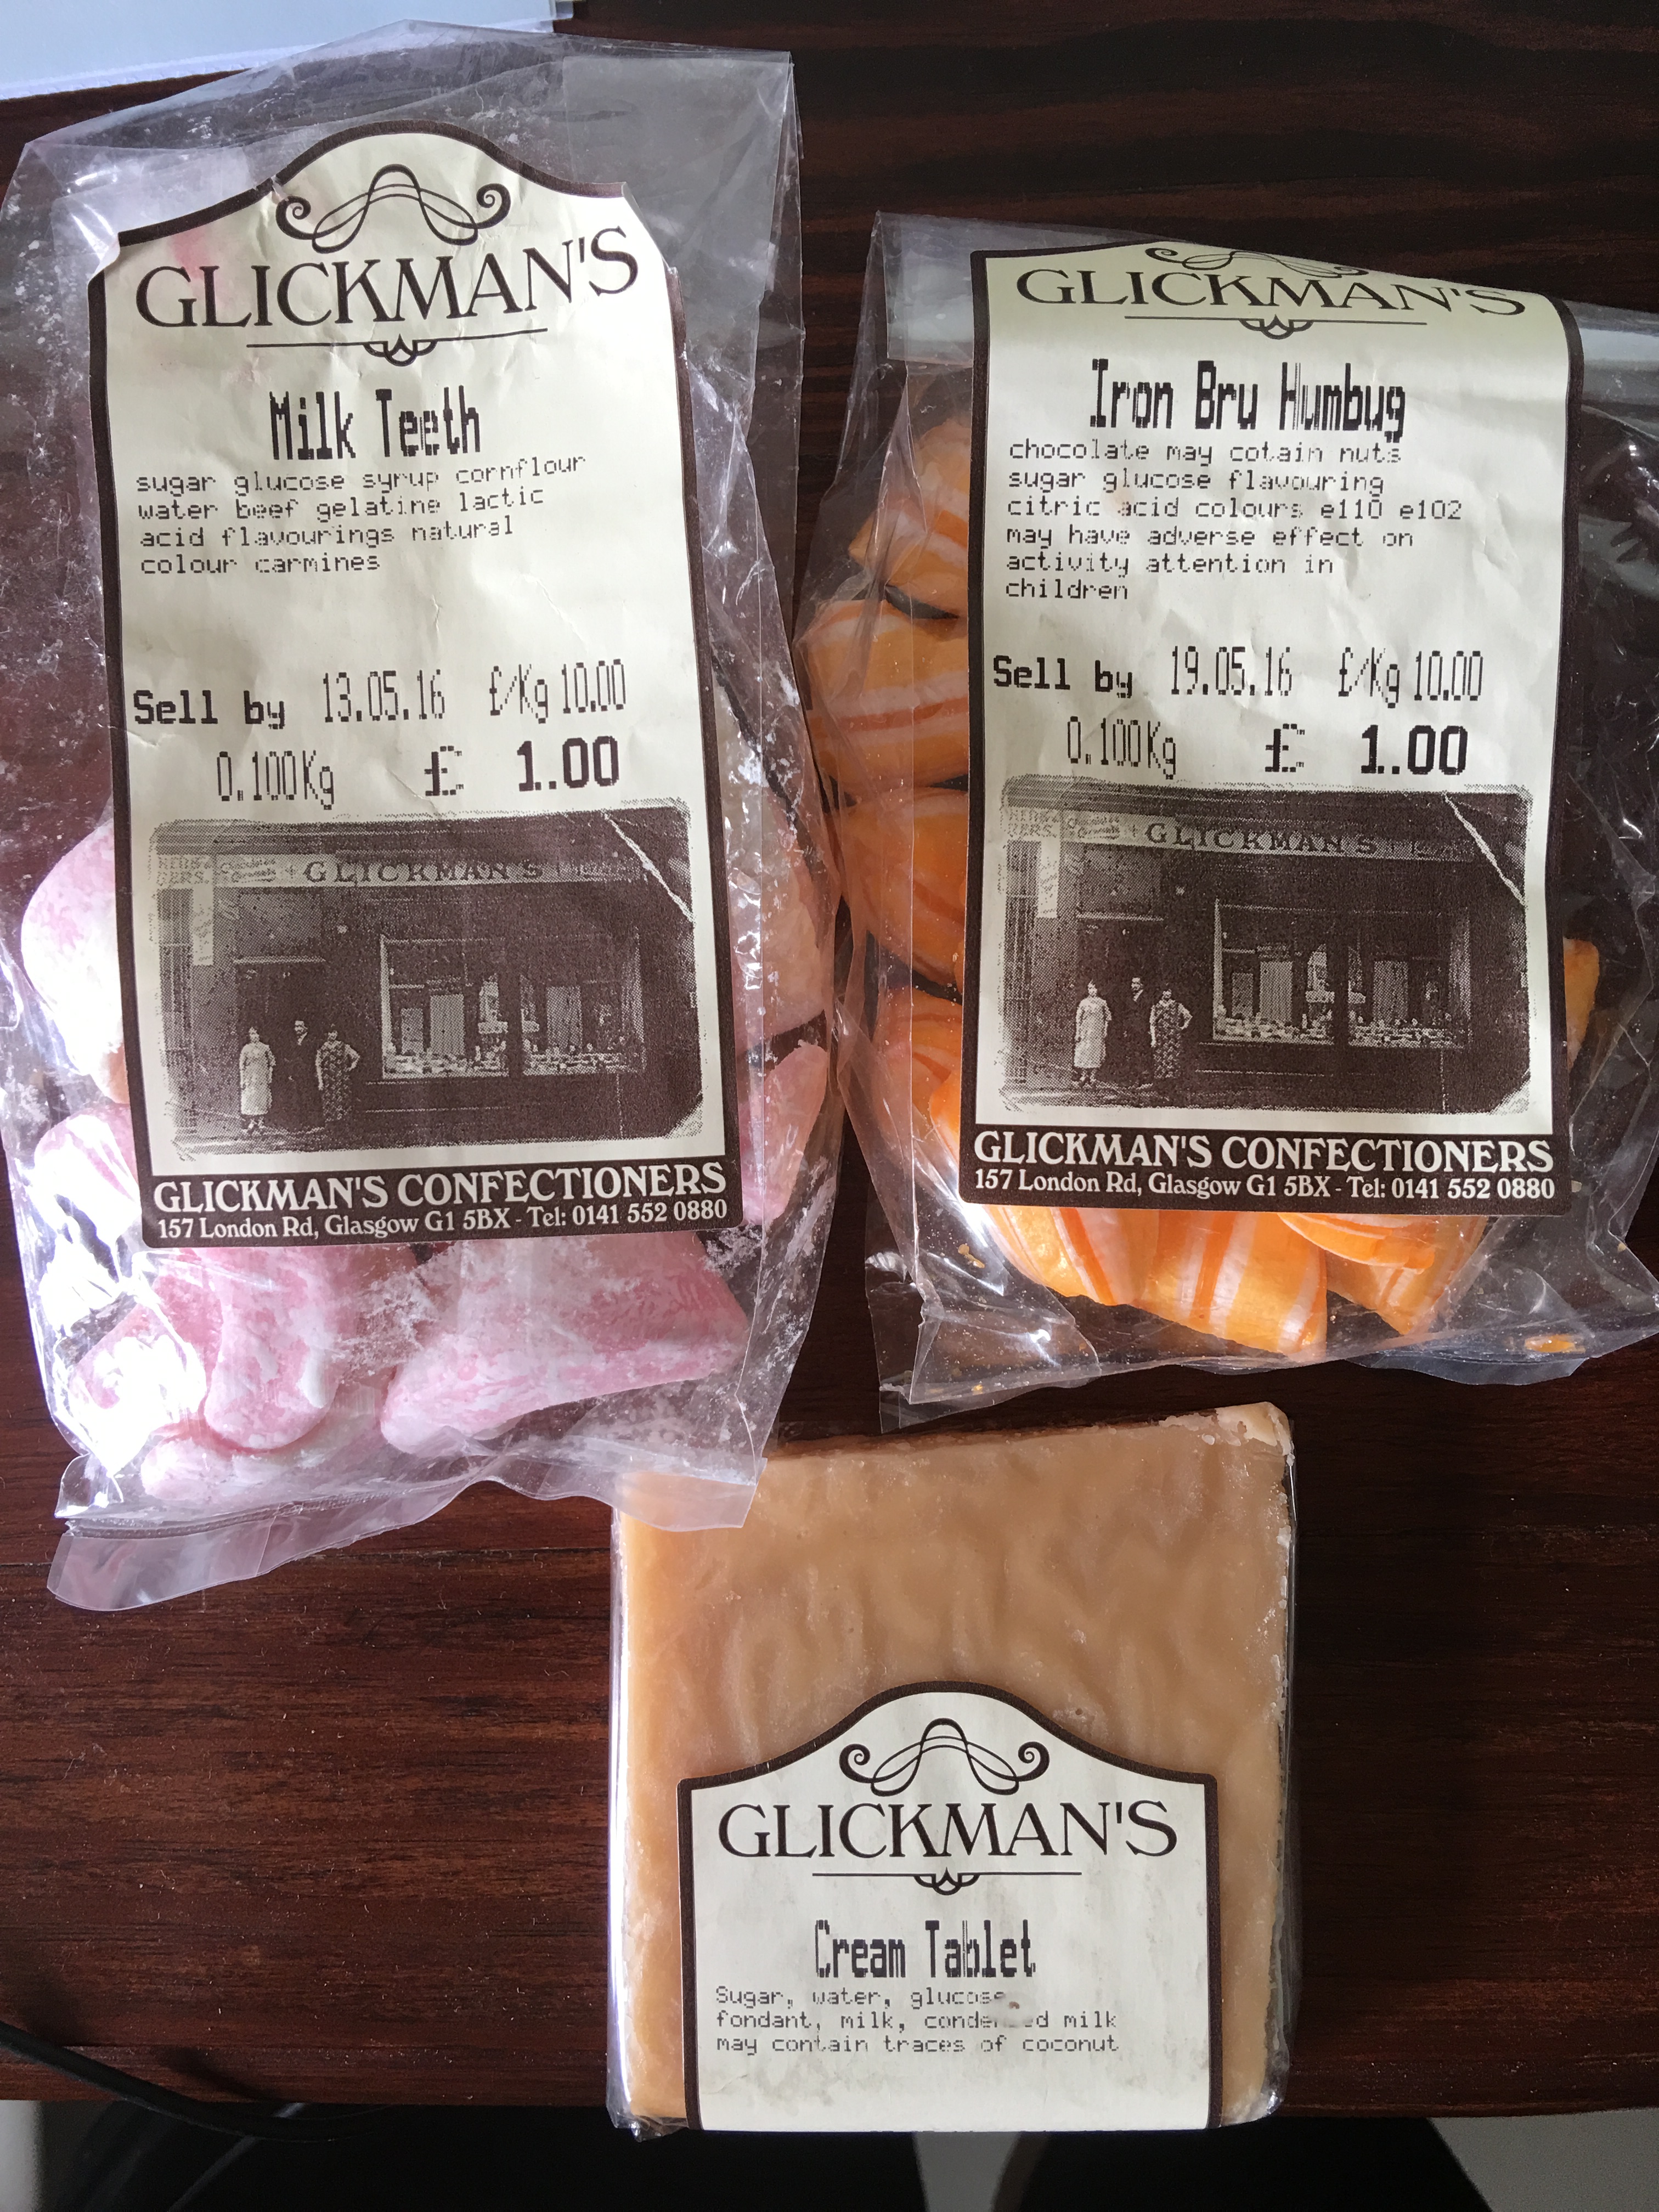 GLICKMAN'S
Milk Teeth
sugar glucose syrup cornflour
water beef gelatine lactic
acid flavourings natural
colour carmines
Sell by 13.05.16 £/Kg 10.00
0.100Kg £ 1.00
GLICKMAN'S
GLICKMAN'S CONFECTIONERS
157 London Rd, Glasgow G1 5BX - Tel: 0141 552 0880
GLICKMAN'S
Iron Bru Humbug
chocolate may cotain nuts
sugar glucose flavouring
citric acid colours e110 e102
may have adverse effect on
activity attention in
children
Sell by 19.05.16 £/Kg 10.00
0.100Kg £ 1.00
GLICKMAN'S
GLICKMAN'S CONFECTIONERS
157 London Rd, Glasgow G1 5BX - Tel: 0141 552 0880
GLICKMAN'S
Cream Tablet
Sugar, water, glucose
fondant, milk, condensed milk
may contain traces of coconut